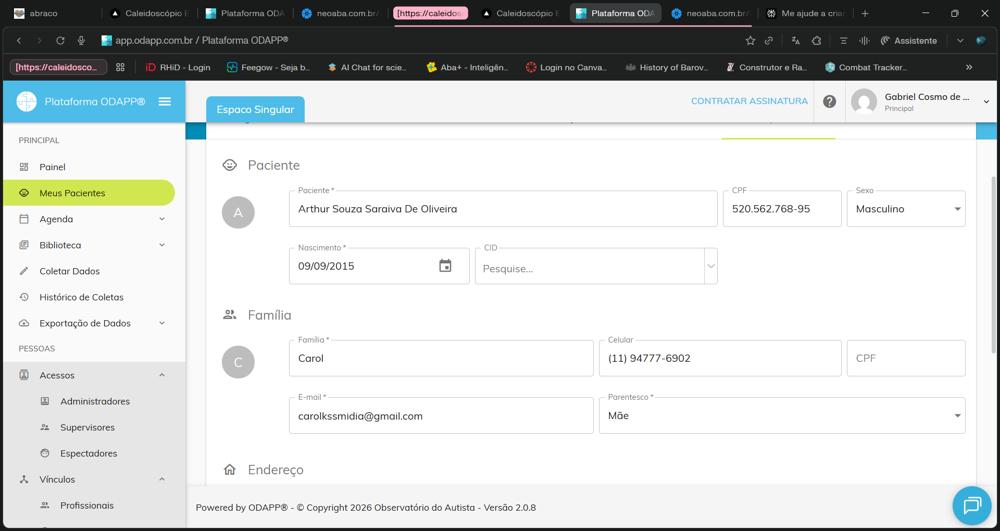 abraco
Caleidoscópio E
Plataforma ODA
neoaba.com.br/
[https://caleidos
Caleidoscópio E
Plataforma ODA
neoaba.com.br/
Me ajude a criar
app.odapp.com.br / Plataforma ODAPP®
Assistente
[https://caleidosco...
RHiD - Login
Feegow - Seja b...
AI Chat for scie...
Aba+ - Inteligên...
Login no Canva...
History of Barov...
Construtor e Ra...
Combat Tracker...
Plataforma ODAPP®
Espaco Singular
CONTRATAR ASSINATURA
Gabriel Cosmo de ...
Principal
PRINCIPAL
Painel
Meus Pacientes
Agenda
Biblioteca
Coletar Dados
Histórico de Coletas
Exportação de Dados
PESSOAS
Acessos
Administradores
Supervisores
Espectadores
Vínculos
Profissionais
Paciente
A
Paciente *
Arthur Souza Saraiva De Oliveira
CPF
520.562.768-95
Sexo
Masculino
Nascimento *
09/09/2015
CID
Pesquise...
Família
C
Família *
Carol
Celular
(11) 94777-6902
CPF
E-mail *
carolkssmidia@gmail.com
Parentesco *
Mãe
Endereço
Powered by ODAPP® - © Copyright 2026 Observatório do Autista - Versão 2.0.8